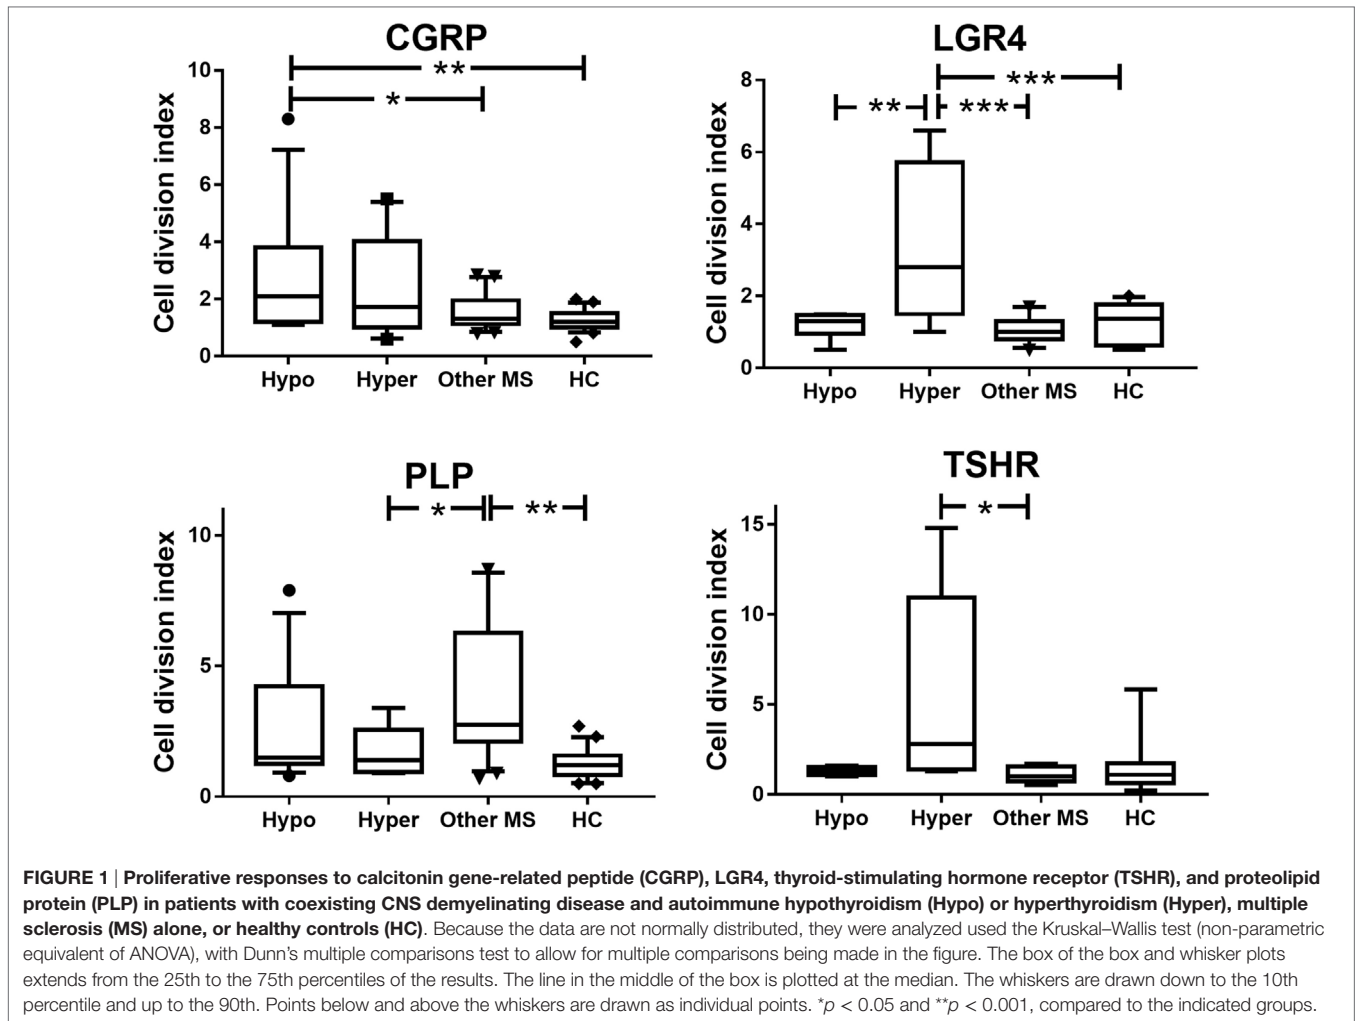 CGRP
10
8
6
4
2
0
Cell division index
**
*
Hypo Hyper Other MS HC
LGR4
8
6
4
2
0
Cell division index
***
** ***
Hypo Hyper Other MS HC
PLP
10
5
0
Cell division index
* **
Hypo Hyper Other MS HC
TSHR
15
10
5
0
Cell division index
*
Hypo Hyper Other MS HC
FIGURE 1 | Proliferative responses to calcitonin gene-related peptide (CGRP), LGR4, thyroid-stimulating hormone receptor (TSHR), and proteolipid
protein (PLP) in patients with coexisting CNS demyelinating disease and autoimmune hypothyroidism (Hypo) or hyperthyroidism (Hyper), multiple
sclerosis (MS) alone, or healthy controls (HC). Because the data are not normally distributed, they were analyzed used the Kruskal–Wallis test (non-parametric
equivalent of ANOVA), with Dunn's multiple comparisons test to allow for multiple comparisons being made in the figure. The box of the box and whisker plots
extends from the 25th to the 75th percentiles of the results. The line in the middle of the box is plotted at the median. The whiskers are drawn down to the 10th
percentile and up to the 90th. Points below and above the whiskers are drawn as individual points. *p < 0.05 and **p < 0.001, compared to the indicated groups.